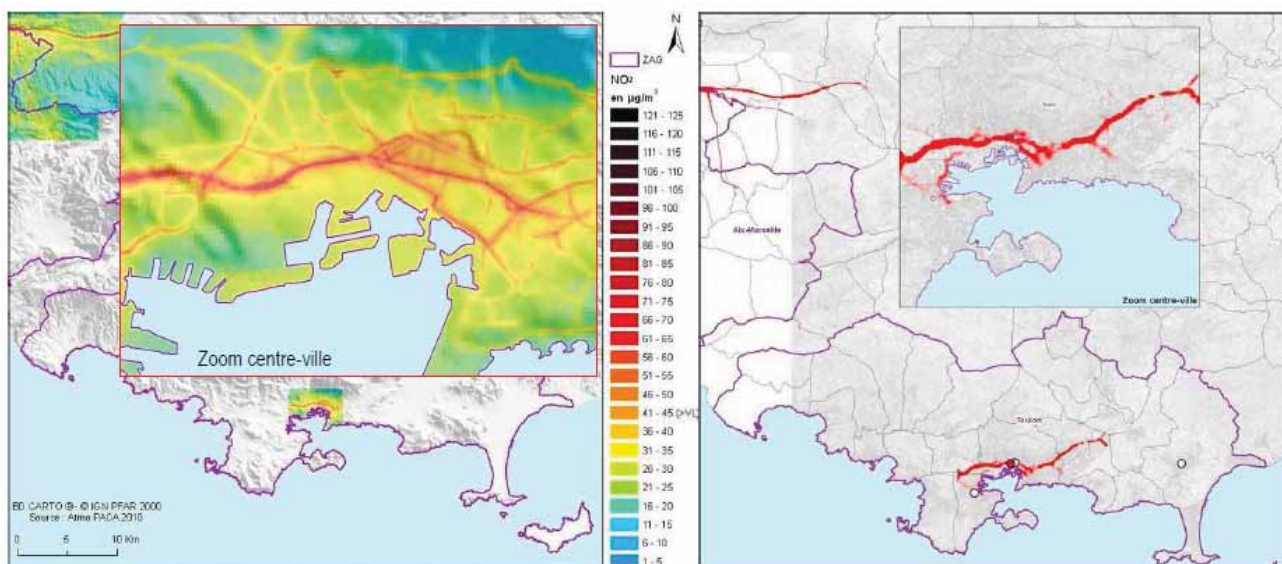 Zoom centre-ville
BD CARTO ®- © IGN PFAR 2000
Source : Atmo PACA 2010
0 5 10 Km
N
ZAG
NO2
en µg/m3
121 - 125
116 - 120
111 - 115
106 - 110
101 - 105
96 - 100
91 - 95
86 - 90
81 - 85
76 - 80
71 - 75
66 - 70
61 - 65
56 - 60
51 - 55
46 - 50
41 - 45 (>VL)
36 - 40
31 - 35
26 - 30
21 - 25
16 - 20
11 - 15
6 - 10
1 - 5
Aix-Marseille
Zoom centre-ville
Toulon